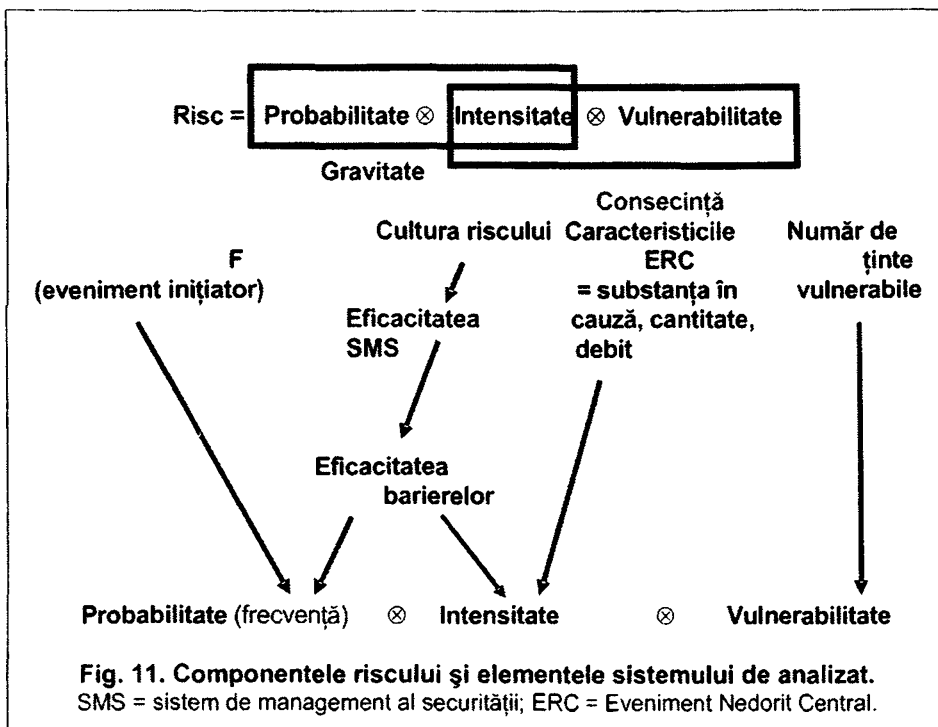 Risc = Probabilitate ⊗ Intensitate ⊗ Vulnerabilitate
Gravitate
Consecință
Cultura riscului
Caracteristicile
ERC
= substanța în
cauză, cantitate,
debit
Număr de
ținte
vulnerabile
F
(eveniment inițiator)
Eficacitatea
SMS
Eficacitatea
barierelor
Probabilitate (frecvență) ⊗ Intensitate ⊗ Vulnerabilitate
Fig. 11. Componentele riscului şi elementele sistemului de analizat.
SMS = sistem de management al securității; ERC = Eveniment Nedorit Central.